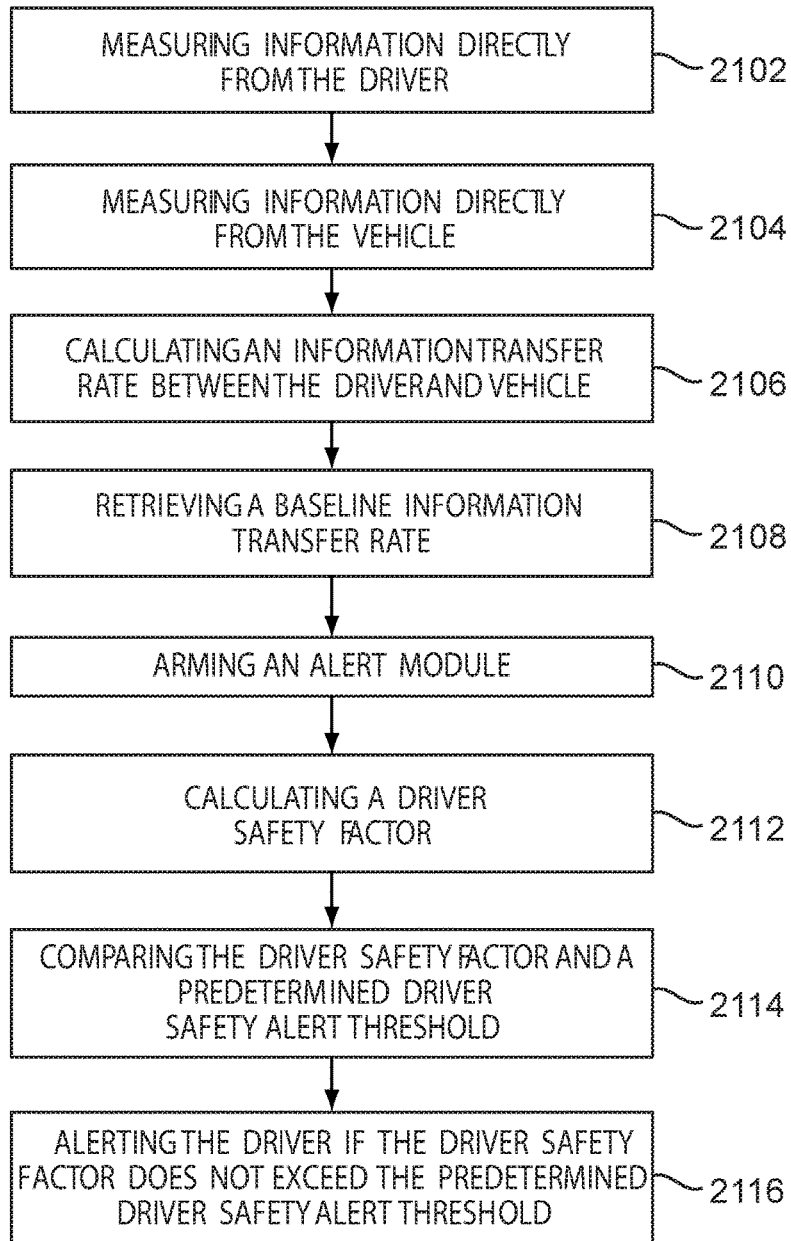 MEASURING INFORMATION DIRECTLY
FROM THE DRIVER
2102
MEASURING INFORMATION DIRECTLY
FROM THE VEHICLE
2104
CALCULATING AN INFORMATION TRANSFER
RATE BETWEEN THE DRIVER AND VEHICLE
2106
RETRIEVING A BASELINE INFORMATION
TRANSFER RATE
2108
ARMING AN ALERT MODULE
2110
CALCULATING A DRIVER
SAFETY FACTOR
2112
COMPARING THE DRIVER SAFETY FACTOR AND A
PREDETERMINED DRIVER
SAFETY ALERT THRESHOLD
2114
ALERTING THE DRIVER IF THE DRIVER SAFETY
FACTOR DOES NOT EXCEED THE PREDETERMINED
DRIVER SAFETY ALERT THRESHOLD
2116